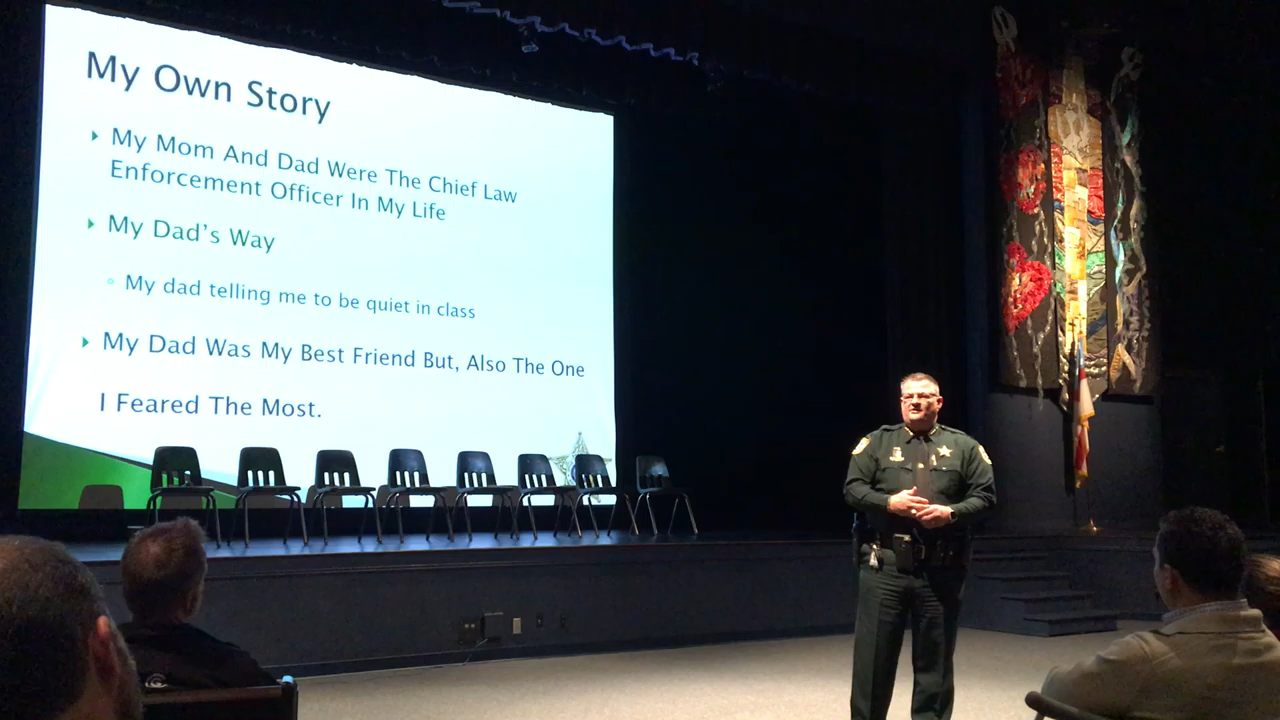 My Own Story
My Mom And Dad Were The Chief Law
Enforcement Officer In My Life
My Dad's Way
My dad telling me to be quiet in class
My Dad Was My Best Friend But, Also The One
I Feared The Most.